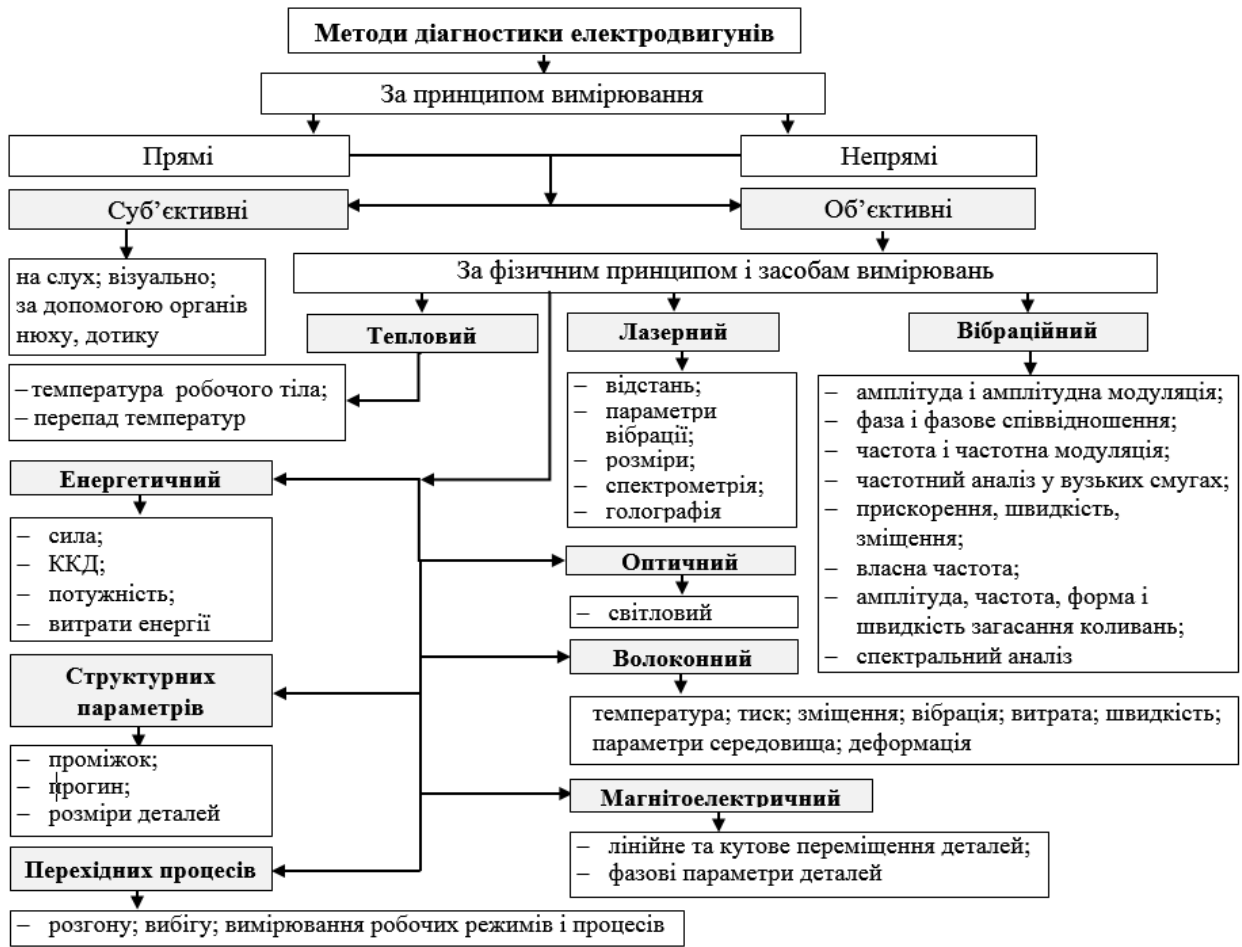 Методи діагностики електродвигунів
За принципом вимірювання
Прямі
Непрямі
Суб’єктивні
Об’єктивні
на слух; візуально;
за допомогою органів
нюху, дотику
За фізичним принципом і засобам вимірювань
Тепловий
– температура робочого тіла;
– перепад температур
Лазерний
– відстань;
– параметри
вібрації;
– розміри;
– спектрометрія;
– голографія
Вібраційний
– амплітуда і амплітудна модуляція;
– фаза і фазове співвідношення;
– частота і частотна модуляція;
– частотний аналіз у вузьких смугах;
– прискорення, швидкість,
зміщення;
– власна частота;
– амплітуда, частота, форма і
швидкість загасання коливань;
– спектральний аналіз
Енергетичний
– сила;
– ККД;
– потужність;
– витрати енергії
Оптичний
– світловий
Структурних
параметрів
– проміжок;
– прогин;
– розміри деталей
Волоконний
температура; тиск; зміщення; вібрація; витрата; швидкість;
параметри середовища; деформація
Магнітоелектричний
– лінійне та кутове переміщення деталей;
– фазові параметри деталей
Перехідних процесів
– розгону; вибігу; вимірювання робочих режимів і процесів